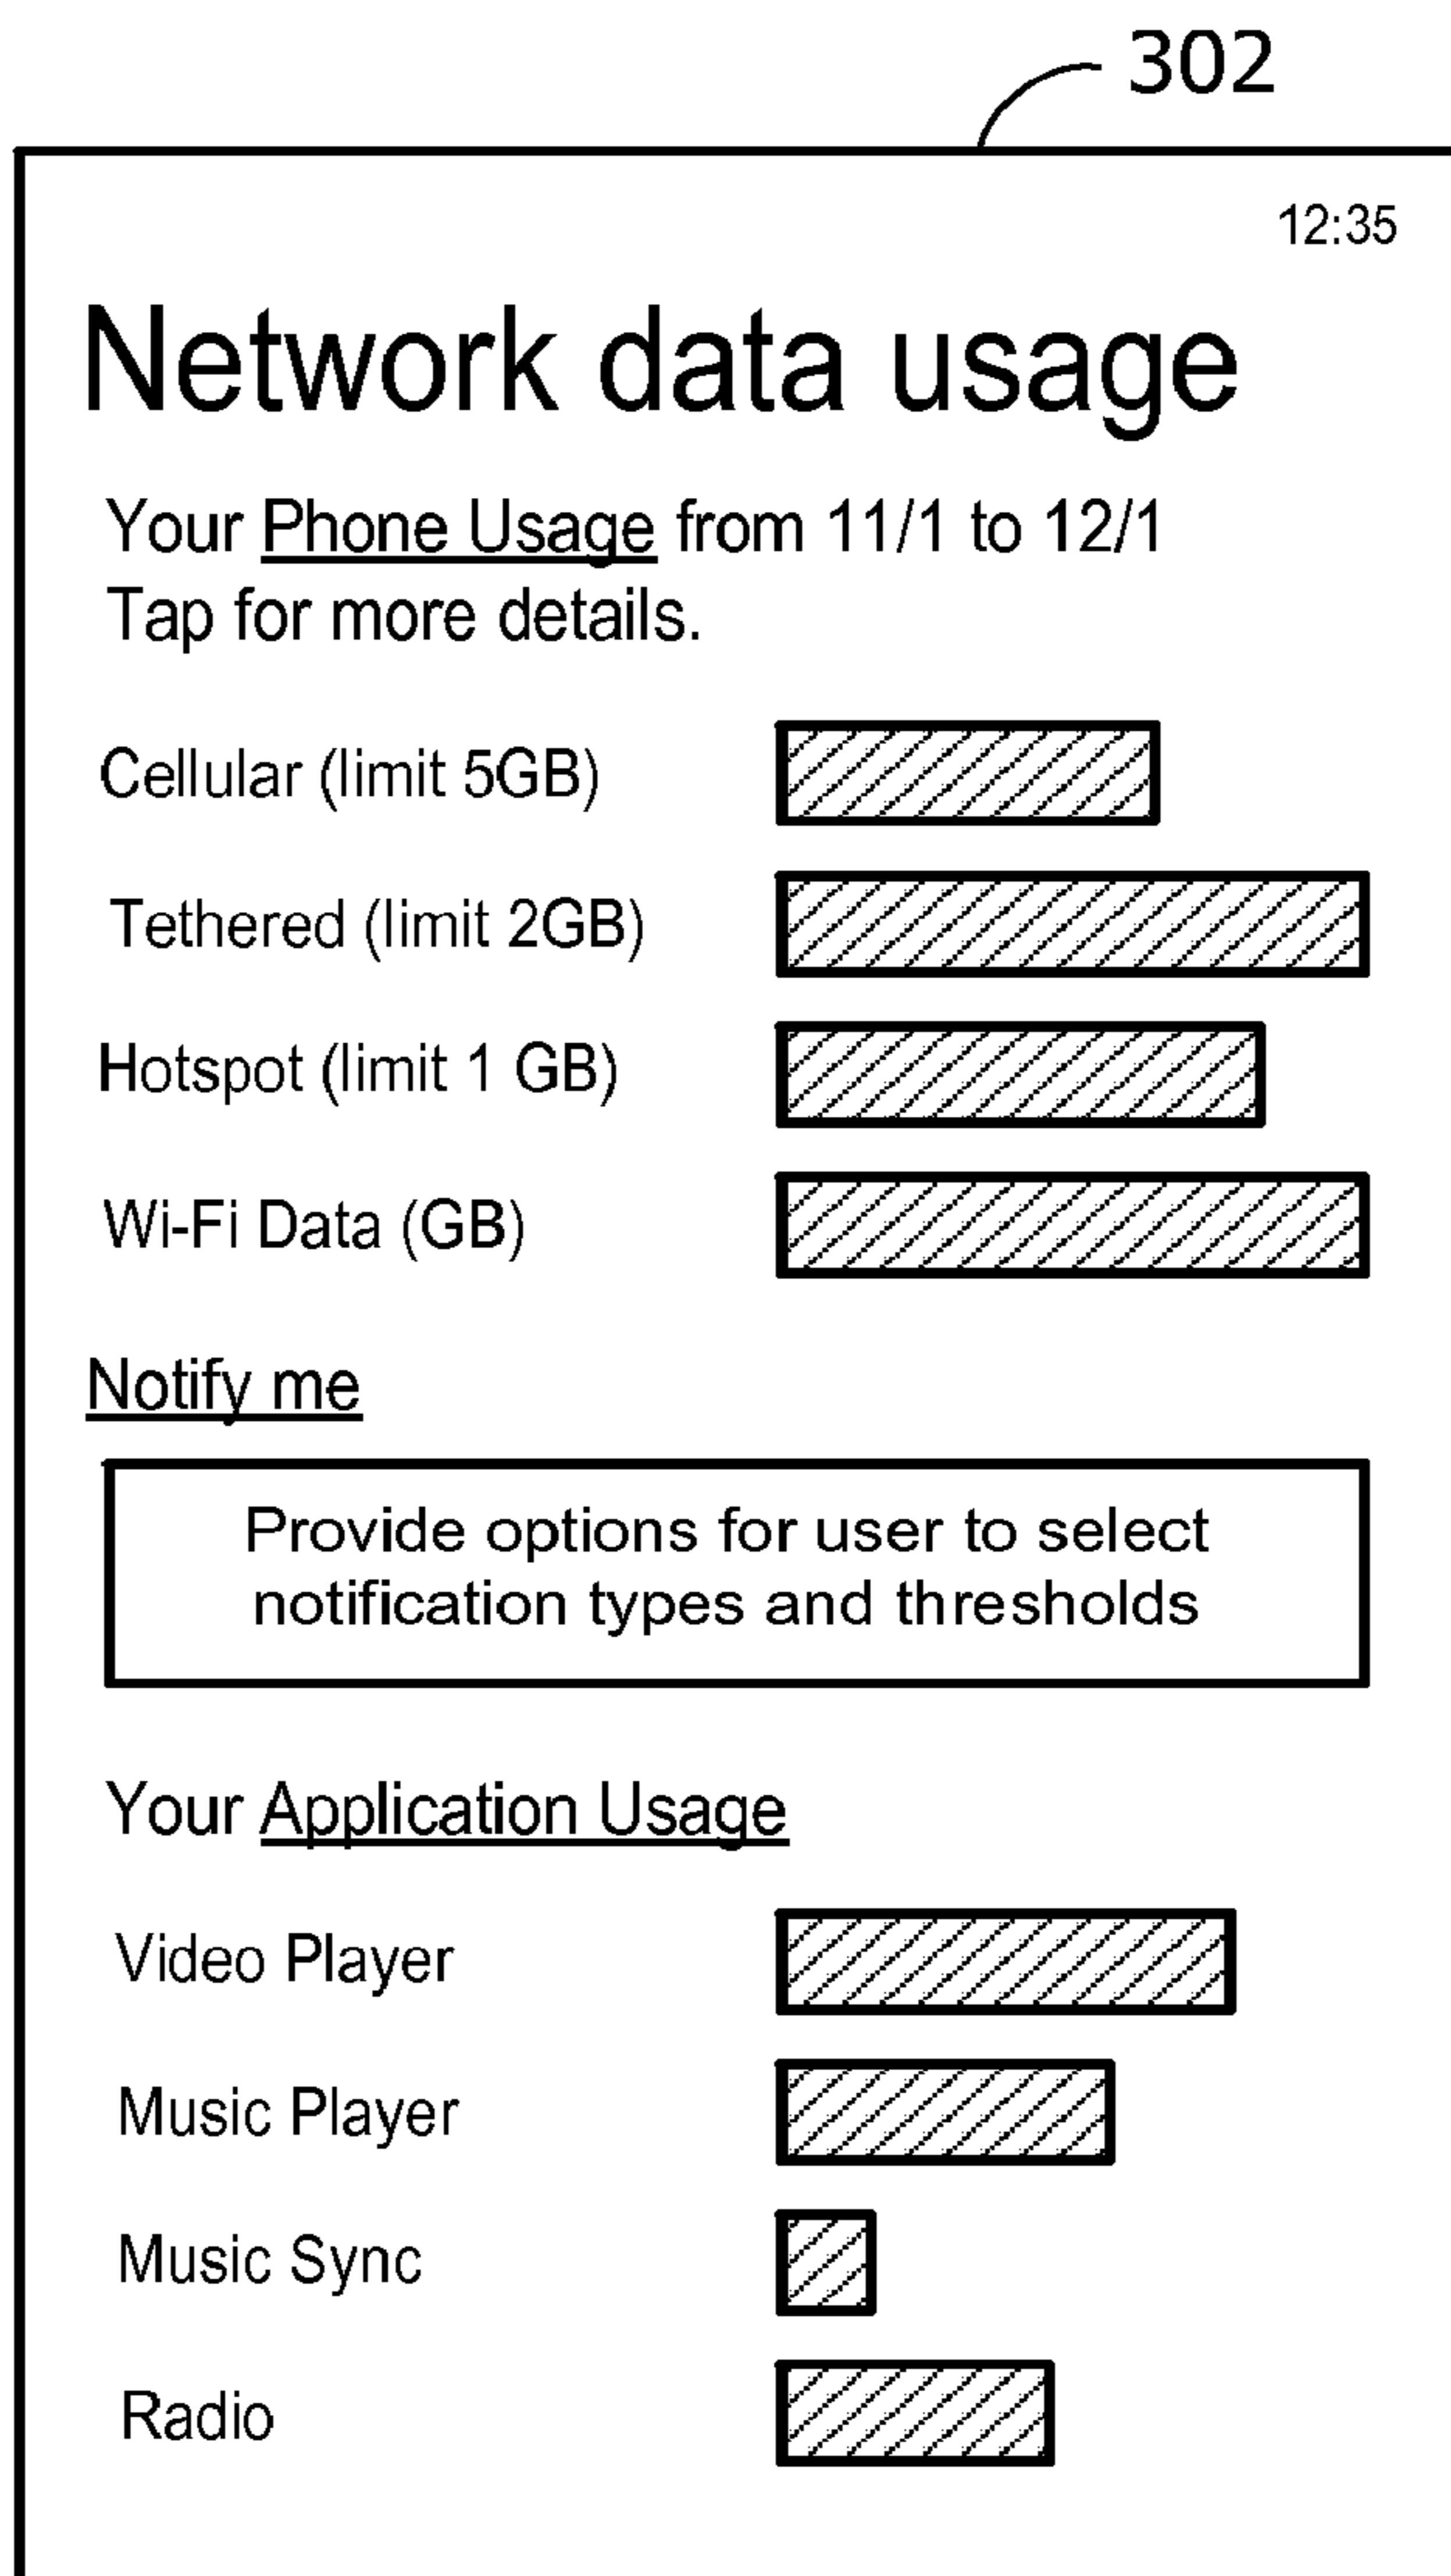 302
12:35
Network data usage
Your Phone Usage from 11/1 to 12/1
Tap for more details.
Cellular (limit 5GB)
Tethered (limit 2GB)
Hotspot (limit 1 GB)
Wi-Fi Data (GB)
Notify me
Provide options for user to select
notification types and thresholds
Your Application Usage
Video Player
Music Player
Music Sync
Radio